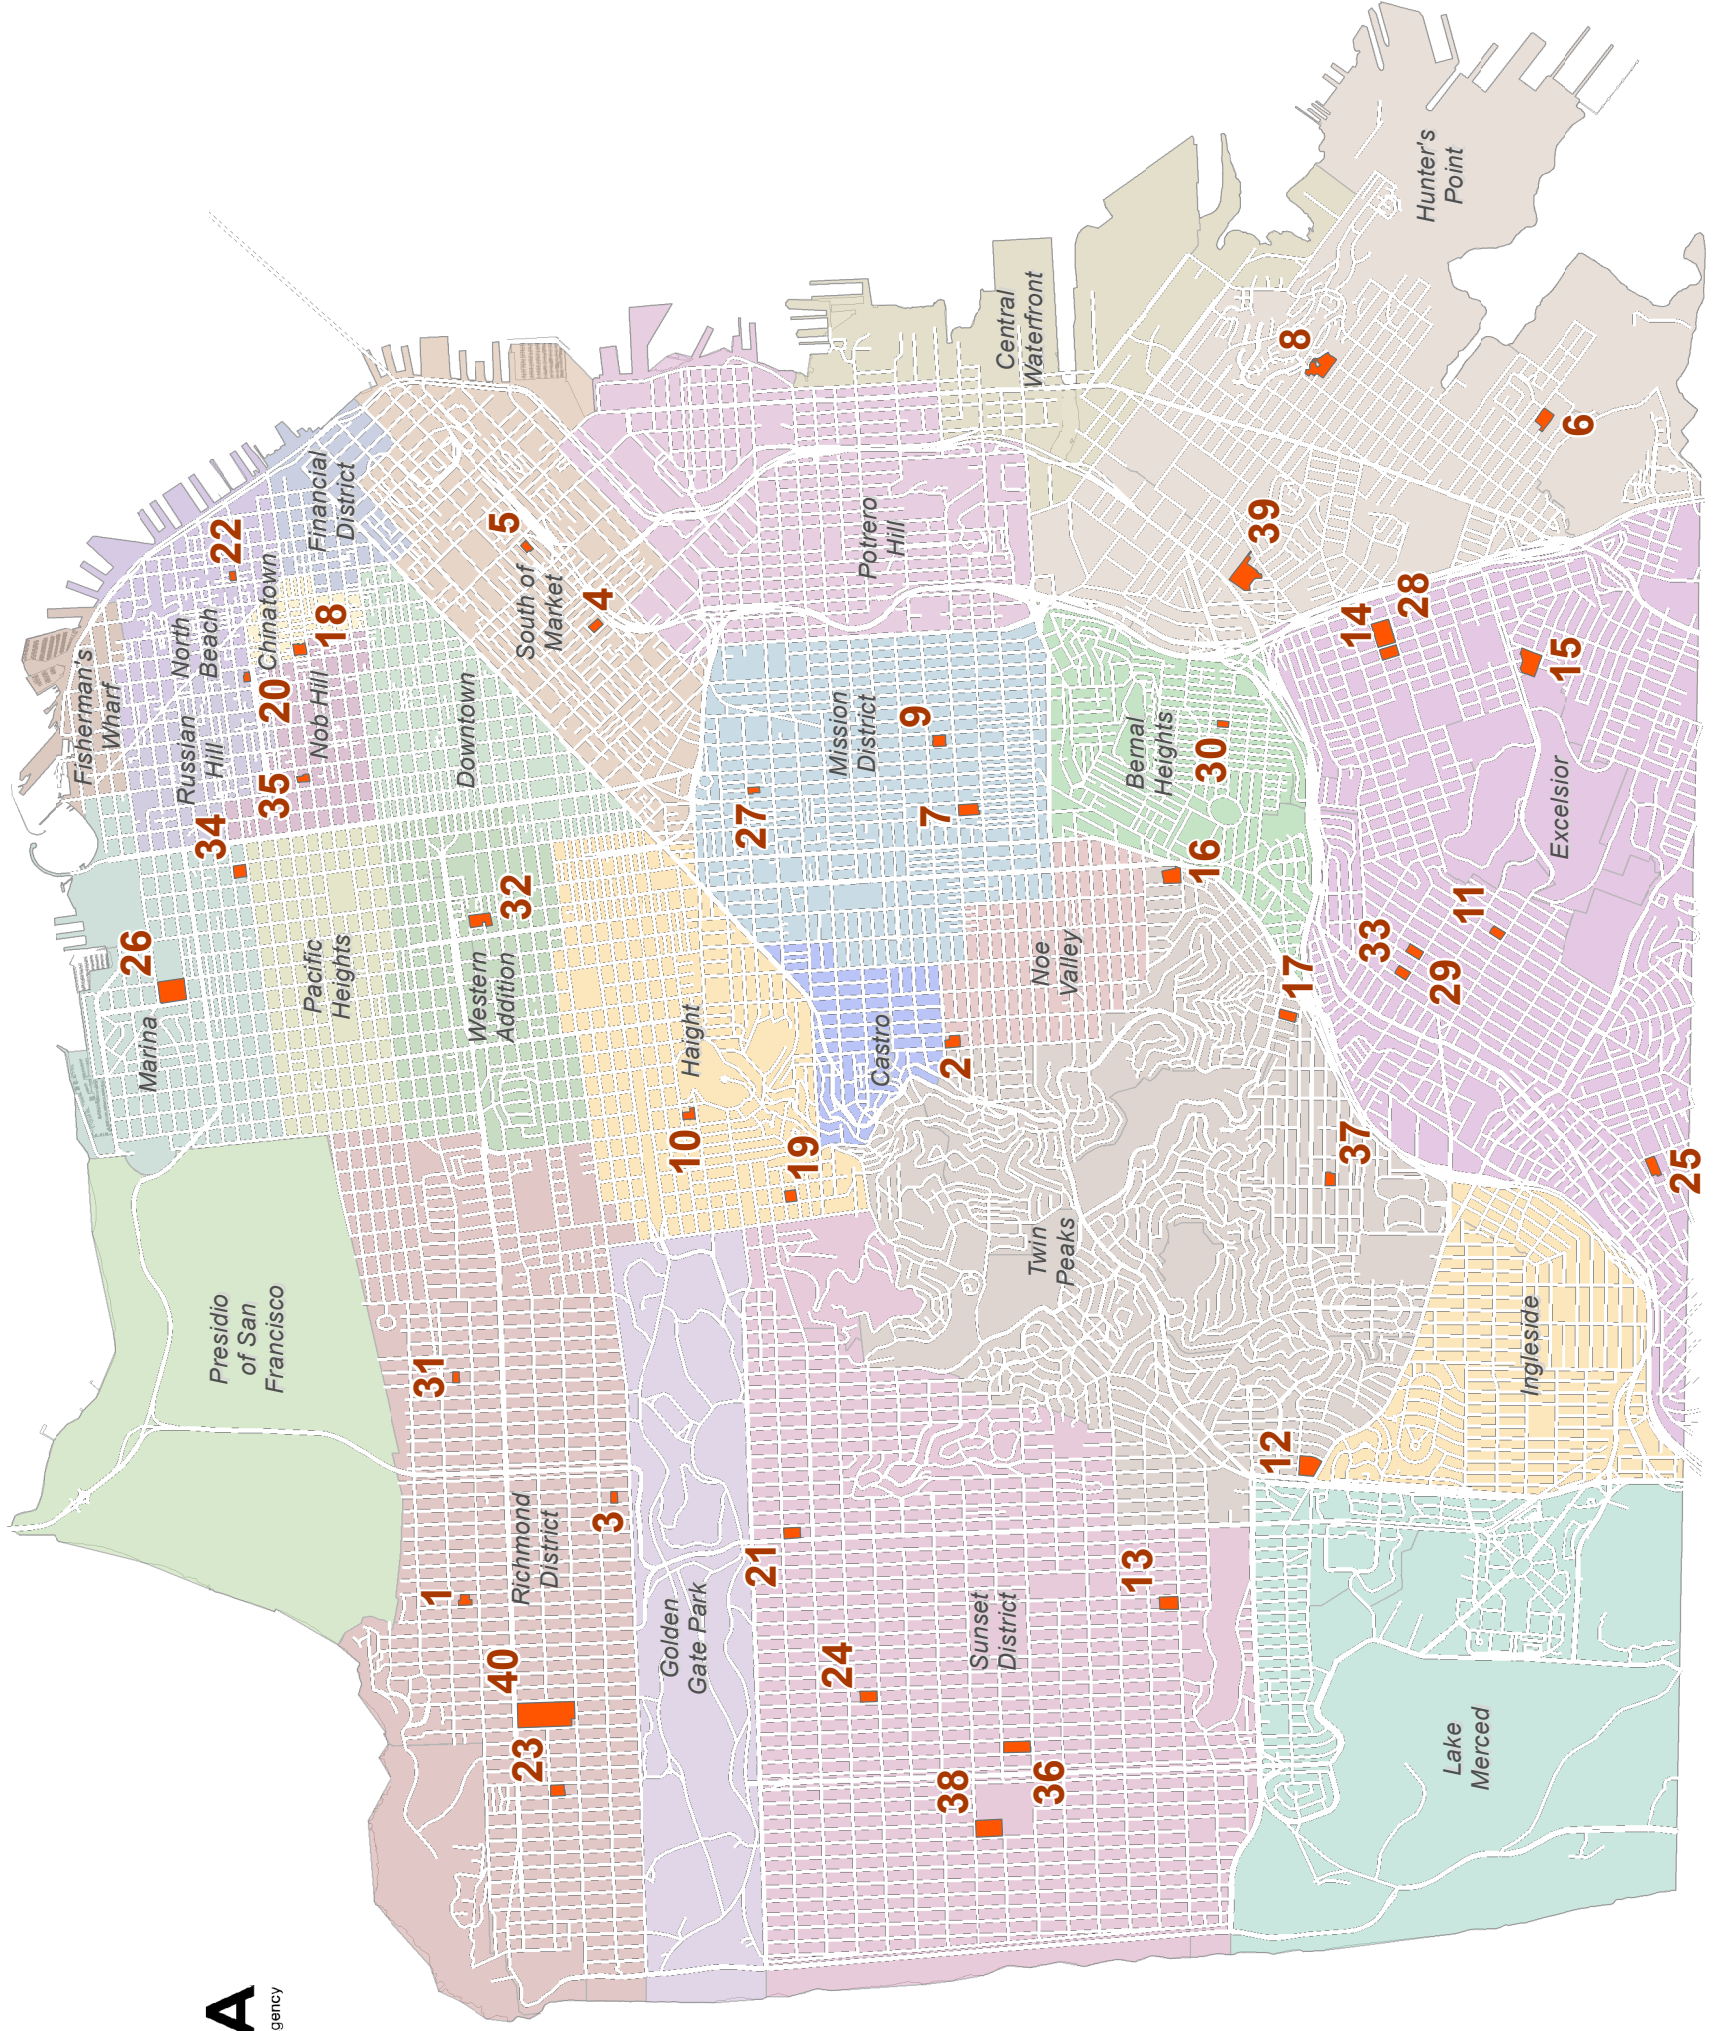 A
gency
Fisherman's
Wharf
Marina
26
Russian
Hill
North
Beach
34
22
Presidio
of San
Francisco
35
20
Chinatown
Pacific
Heights
Nob Hill
18
Financial
District
31
1
Downtown
Western
Addition
32
40
5
23
Richmond
District
South of
Market
4
3
Golden
Gate Park
10
Haight
27
21
19
24
Mission
District
Potrero
Hill
Castro
9
7
38
2
Sunset
District
Central
Waterfront
36
Twin
Peaks
Noe
Valley
13
Bernal
Heights
16
30
39
12
17
8
37
33
14
28
Hunter's
Point
29
11
Lake
Merced
Ingleside
Excelsior
15
6
25